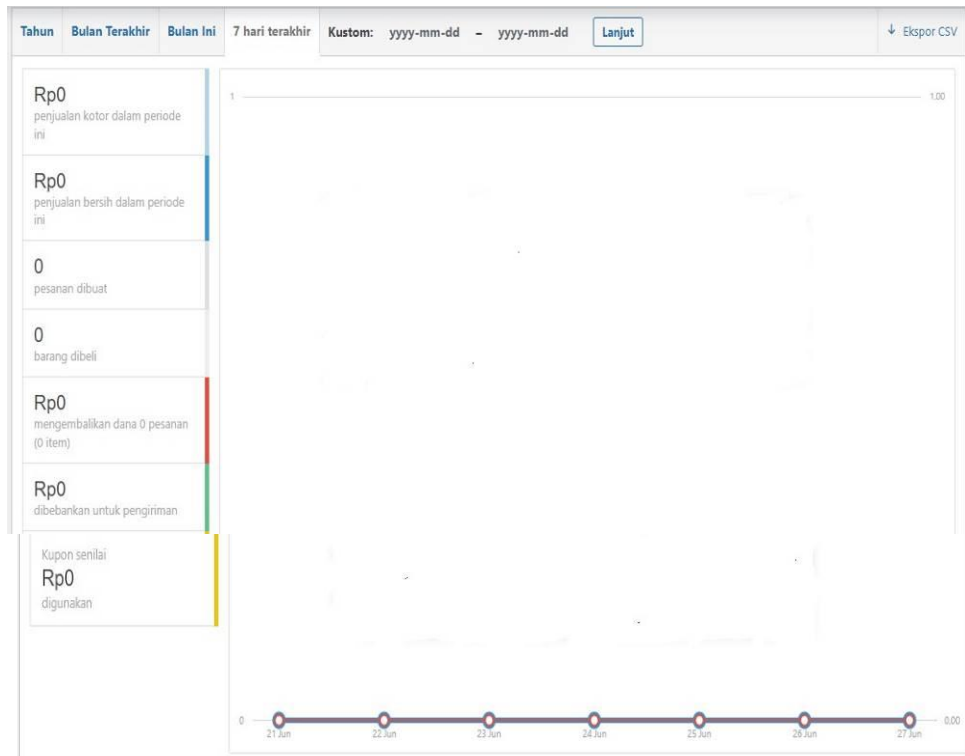 Tahun Bulan Terakhir Bulan Ini 7 hari terakhir Kustom: yyyy-mm-dd – yyyy-mm-dd Lanjut Ekspor CSV
Rp0
penjualan kotor dalam periode
ini
Rp0
penjualan bersih dalam periode
ini
0
pesanan dibuat
0
barang dibeli
Rp0
mengembalikan dana 0 pesanan
(0 item)
Rp0
dibebankan untuk pengiriman
Kupon senilai
Rp0
digunakan
1 1.00
0 0.00
21 Jun 22 Jun 23 Jun 24 Jun 25 Jun 26 Jun 27 Jun